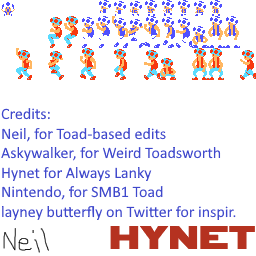 Credits:
Neil, for Toad-based edits
Askywalker, for Weird Toadsworth
Hynet for Always Lanky
Nintendo, for SMB1 Toad
layney butterfly on Twitter for inspir.
Neil HYNET